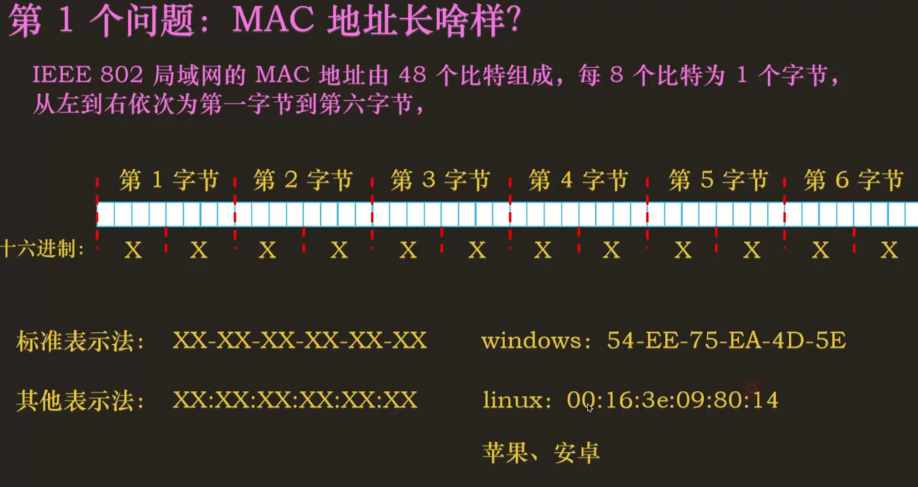 第 1 个问题：MAC 地址长啥样？
IEEE 802 局域网的 MAC 地址由 48 个比特组成，每 8 个比特为 1 个字节，
从左到右依次为第一字节到第六字节，
第 1 字节 第 2 字节 第 3 字节 第 4 字节 第 5 字节 第 6 字节
十六进制： X X X X X X X X X X X X
标准表示法： XX-XX-XX-XX-XX-XX windows：54-EE-75-EA-4D-5E
其他表示法： XX:XX:XX:XX:XX:XX linux：00:16:3e:09:80:14
苹果、安卓